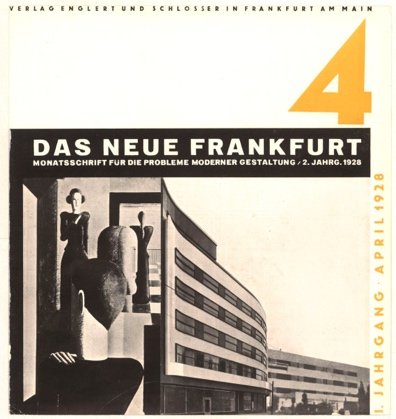 VERLAG ENGLERT UND SCHLOSSER IN FRANKFURT AM MAIN
4
DAS NEUE FRANKFURT
MONATSSCHRIFT FÜR DIE PROBLEME MODERNER GESTALTUNG / 2. JAHRG. 1928
1. JAHRGANG · APRIL 1928